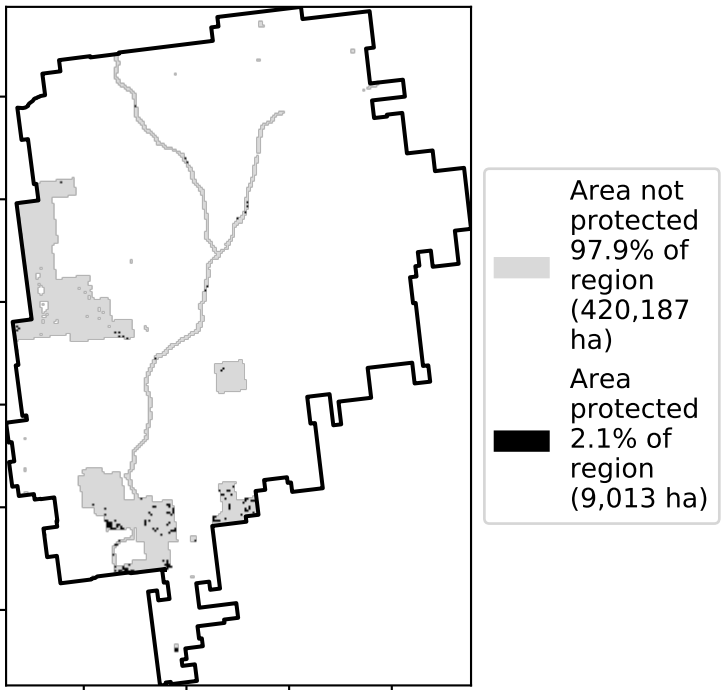 Area not
protected
97.9% of
region
(420,187
ha)
Area
protected
2.1% of
region
(9,013 ha)